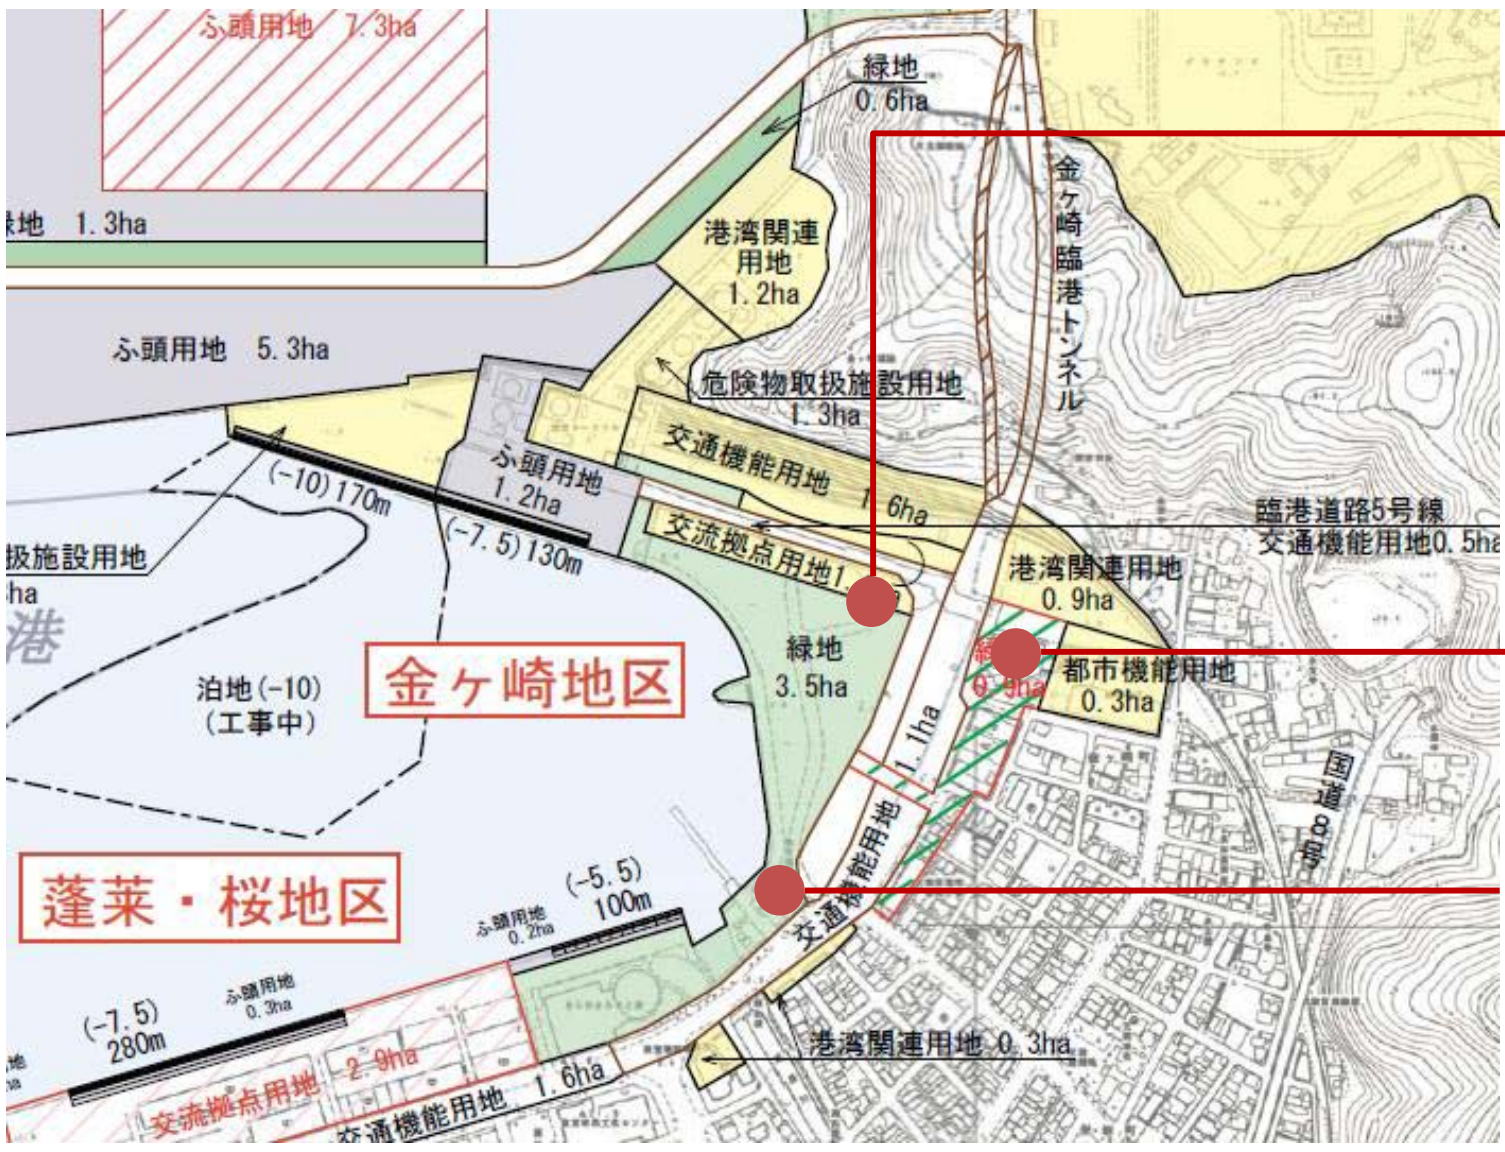 ふ頭用地 7.3ha
緑地
0.6ha
金ヶ崎臨港トンネル
緑地 1.3ha
港湾関連
用地
1.2ha
ふ頭用地 5.3ha
危険物取扱施設用地
1.3ha
交通機能用地 1.6ha
ふ頭用地
1.2ha
(-10)170m
(-7.5)130m
臨港道路5号線
交通機能用地0.5ha
交流拠点用地1.
扱施設用地
ha
港湾関連用地
0.9ha
港
緑地
3.5ha
0.9ha
都市機能用地
0.3ha
金ヶ崎地区
泊地(-10)
(工事中)
1.1ha
国道8号
交通機能用地
蓬莱・桜地区
(-5.5)
100m
ふ頭用地
0.2ha
ふ頭用地
0.3ha
(-7.5)
280m
港湾関連用地 0.3ha
交流拠点用地 2.9ha
交通機能用地 1.6ha
地
ha